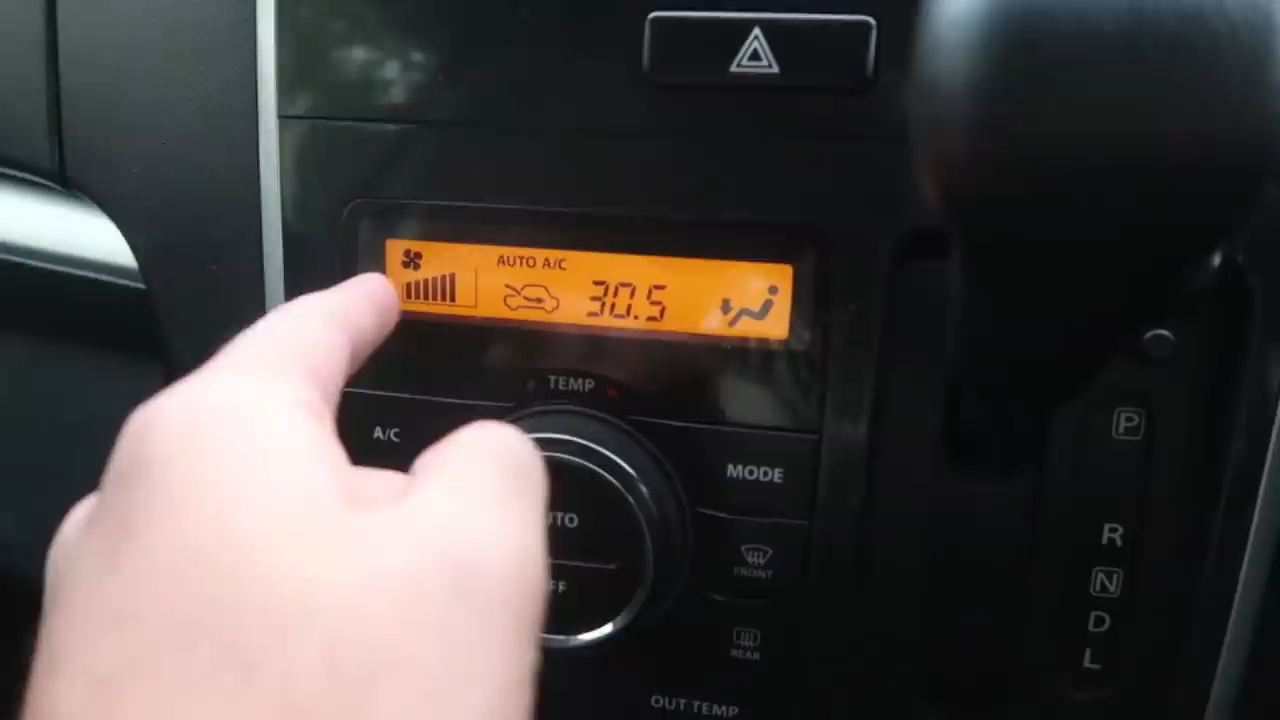 AUTO A/C
30.5
TEMP
A/C
MODE
FRONT
REAR
OUT TEMP
P
R
N
D
L